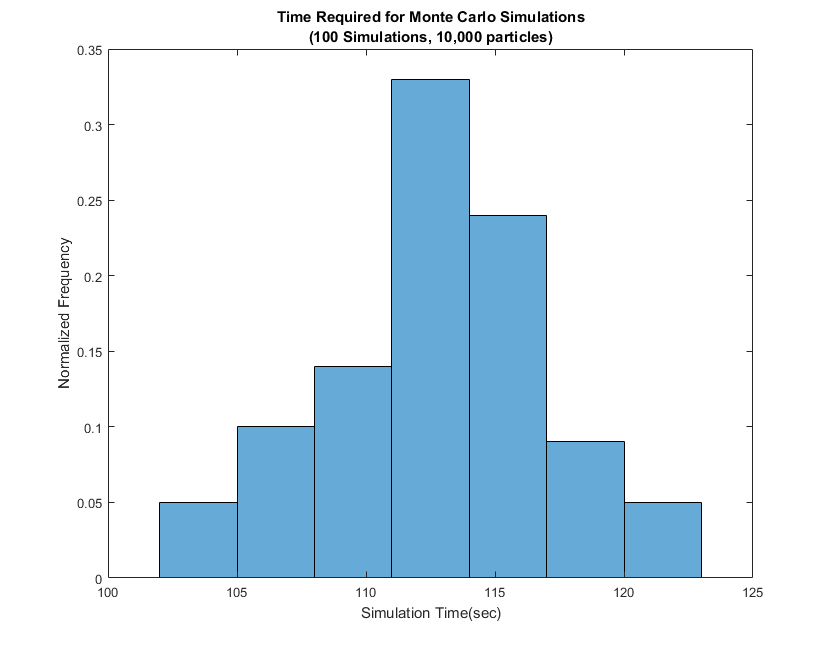 Time Required for Monte Carlo Simulations
(100 Simulations, 10,000 particles)
0.35
0.3
0.25
0.2
0.15
0.1
0.05
0
Normalized Frequency
100 105 110 115 120 125
Simulation Time(sec)